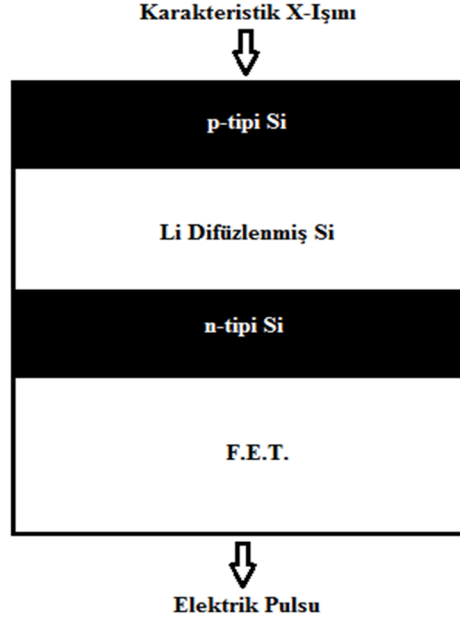 Karakteristik X-Işını
p-tipi Si
Li Difüzlenmiş Si
n-tipi Si
F.E.T.
Elektrik Pulsu